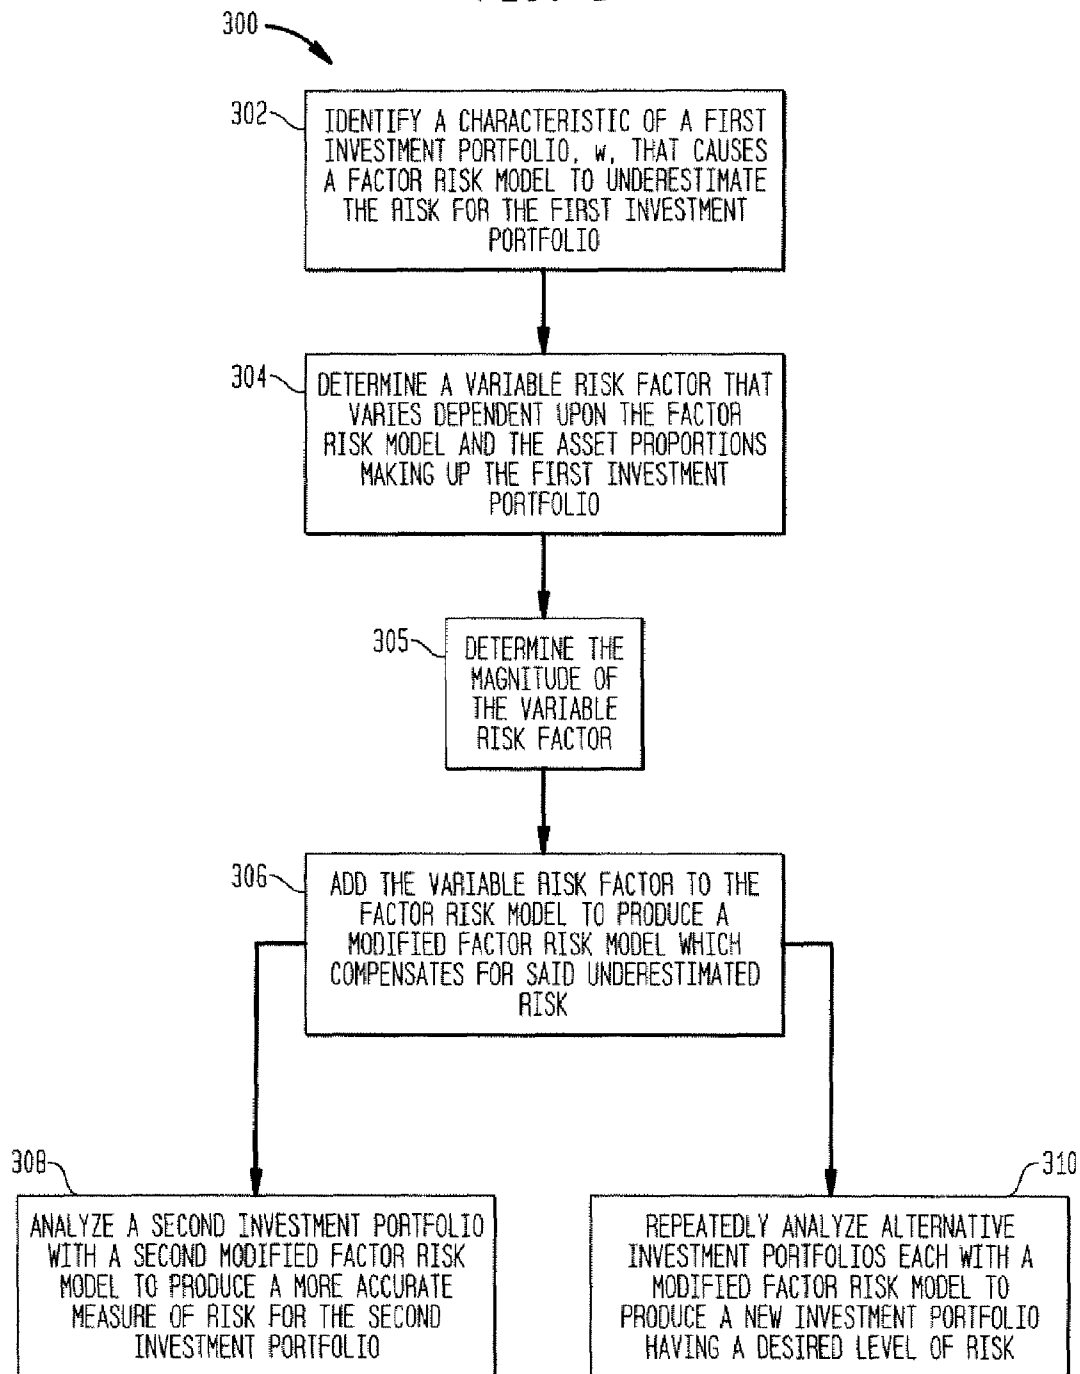 300
302
IDENTIFY A CHARACTERISTIC OF A FIRST
INVESTMENT PORTFOLIO, w, THAT CAUSES
A FACTOR RISK MODEL TO UNDERESTIMATE
THE RISK FOR THE FIRST INVESTMENT
PORTFOLIO
304
DETERMINE A VARIABLE RISK FACTOR THAT
VARIES DEPENDENT UPON THE FACTOR
RISK MODEL AND THE ASSET PROPORTIONS
MAKING UP THE FIRST INVESTMENT
PORTFOLIO
305
DETERMINE THE
MAGNITUDE OF
THE VARIABLE
RISK FACTOR
306
ADD THE VARIABLE RISK FACTOR TO THE
FACTOR RISK MODEL TO PRODUCE A
MODIFIED FACTOR RISK MODEL WHICH
COMPENSATES FOR SAID UNDERESTIMATED
RISK
308
ANALYZE A SECOND INVESTMENT PORTFOLIO
WITH A SECOND MODIFIED FACTOR RISK
MODEL TO PRODUCE A MORE ACCURATE
MEASURE OF RISK FOR THE SECOND
INVESTMENT PORTFOLIO
310
REPEATEDLY ANALYZE ALTERNATIVE
INVESTMENT PORTFOLIOS EACH WITH A
MODIFIED FACTOR RISK MODEL TO
PRODUCE A NEW INVESTMENT PORTFOLIO
HAVING A DESIRED LEVEL OF RISK